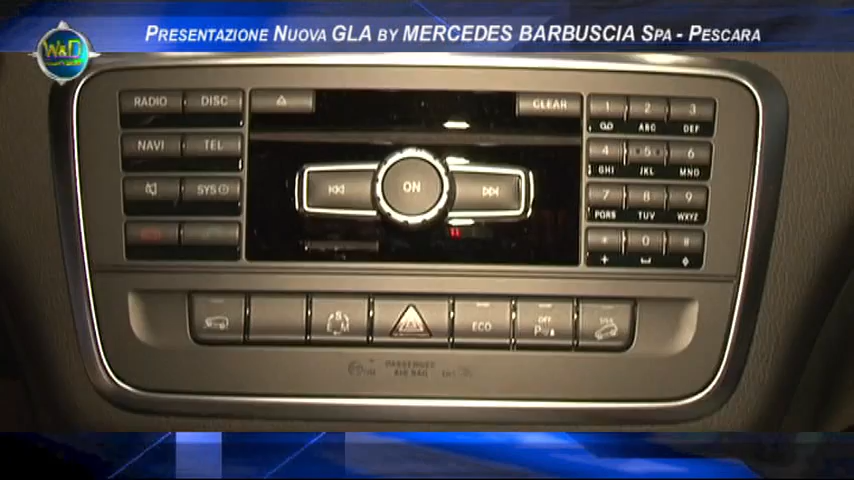 PRESENTAZIONE NUOVA GLA BY MERCEDES BARBUSCIA SPA - PESCARA
W&D
RADIO DISC CLEAR 1 2 3
ABC DEF
NAVI TEL 4 5 6
GHI JKL MNO
SYS ON 7 8 9
PQRS TUV WXYZ
* 0 #
+
ECO OFF P
PASSENGER
AIR BAG OFF